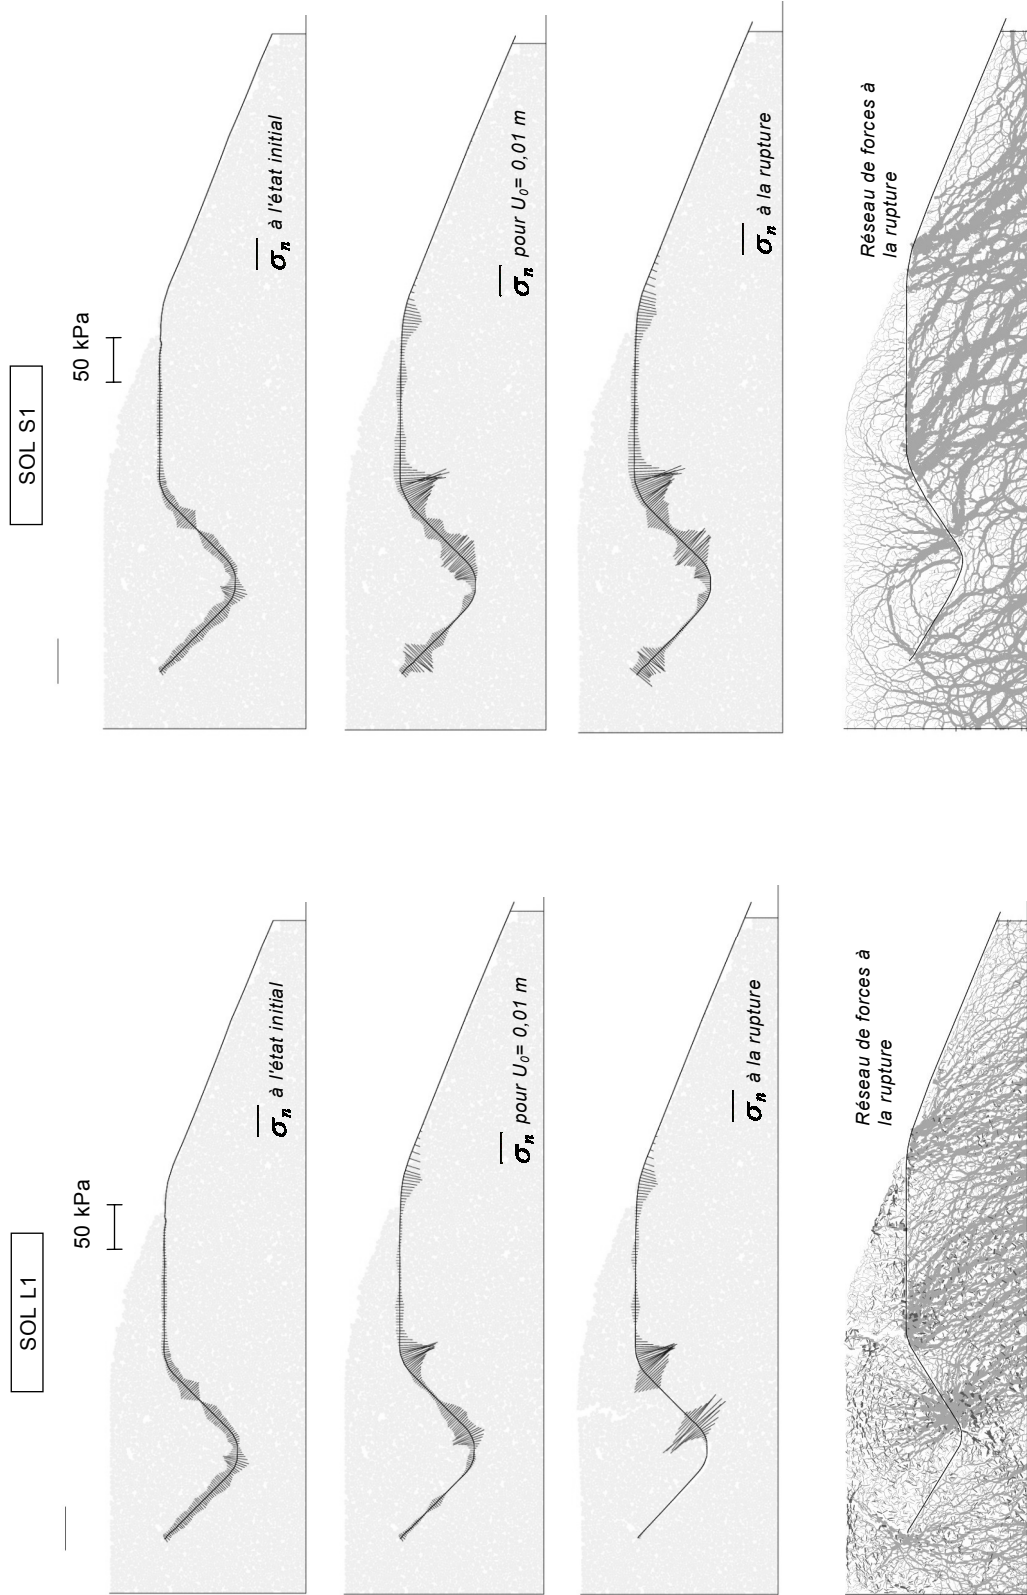 SOL L1
50 kPa
σₙ à l'état initial
σₙ pour U₀= 0,01 m
σₙ à la rupture
Réseau de forces à
la rupture
SOL S1
50 kPa
σₙ à l'état initial
σₙ pour U₀= 0,01 m
σₙ à la rupture
Réseau de forces à
la rupture